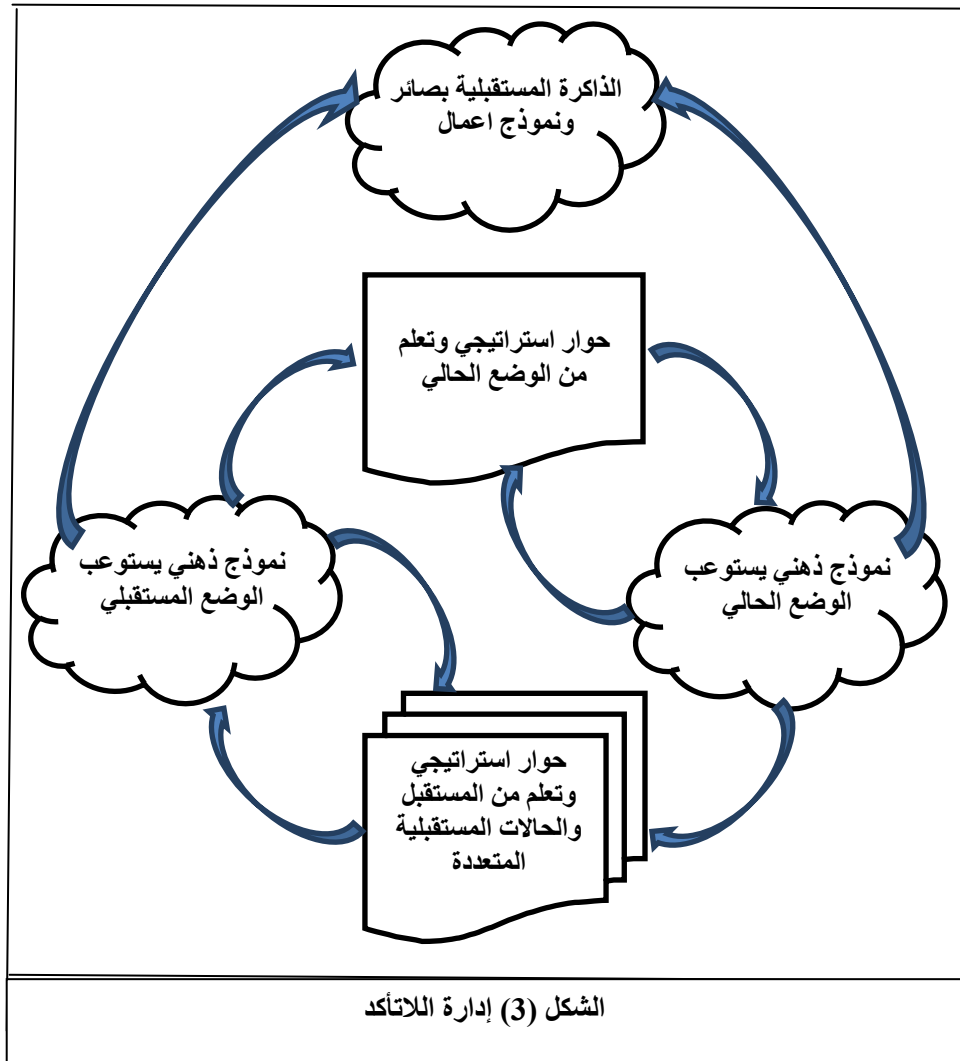 الذاكرة المستقبلية بصائر
ونموذج اعمال
حوار استراتيجي وتعلم
من الوضع الحالي
نموذج ذهني يستوعب
الوضع الحالي
نموذج ذهني يستوعب
الوضع المستقبلي
حوار استراتيجي
وتعلم من المستقبل
والحالات المستقبلية
المتعددة
الشكل (3) إدارة اللاتأكد